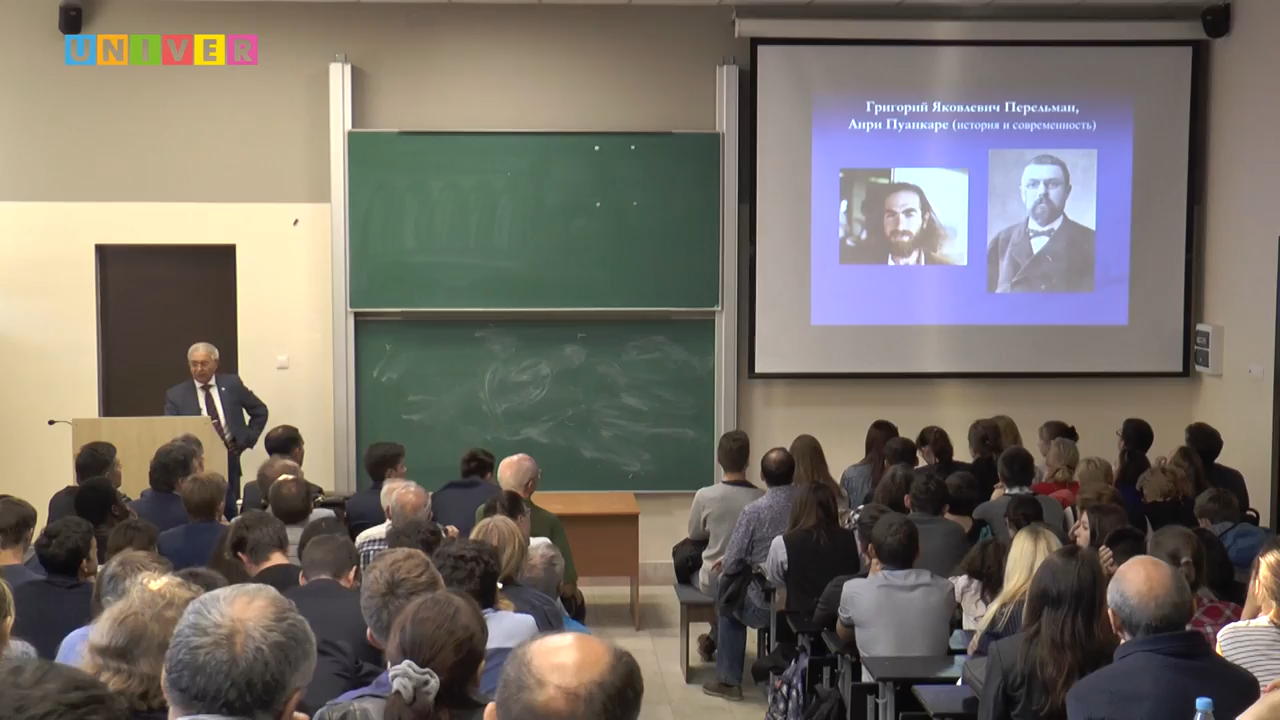 UNIVER
Григорий Яковлевич Перельман,
Анри Пуанкаре (история и современность)